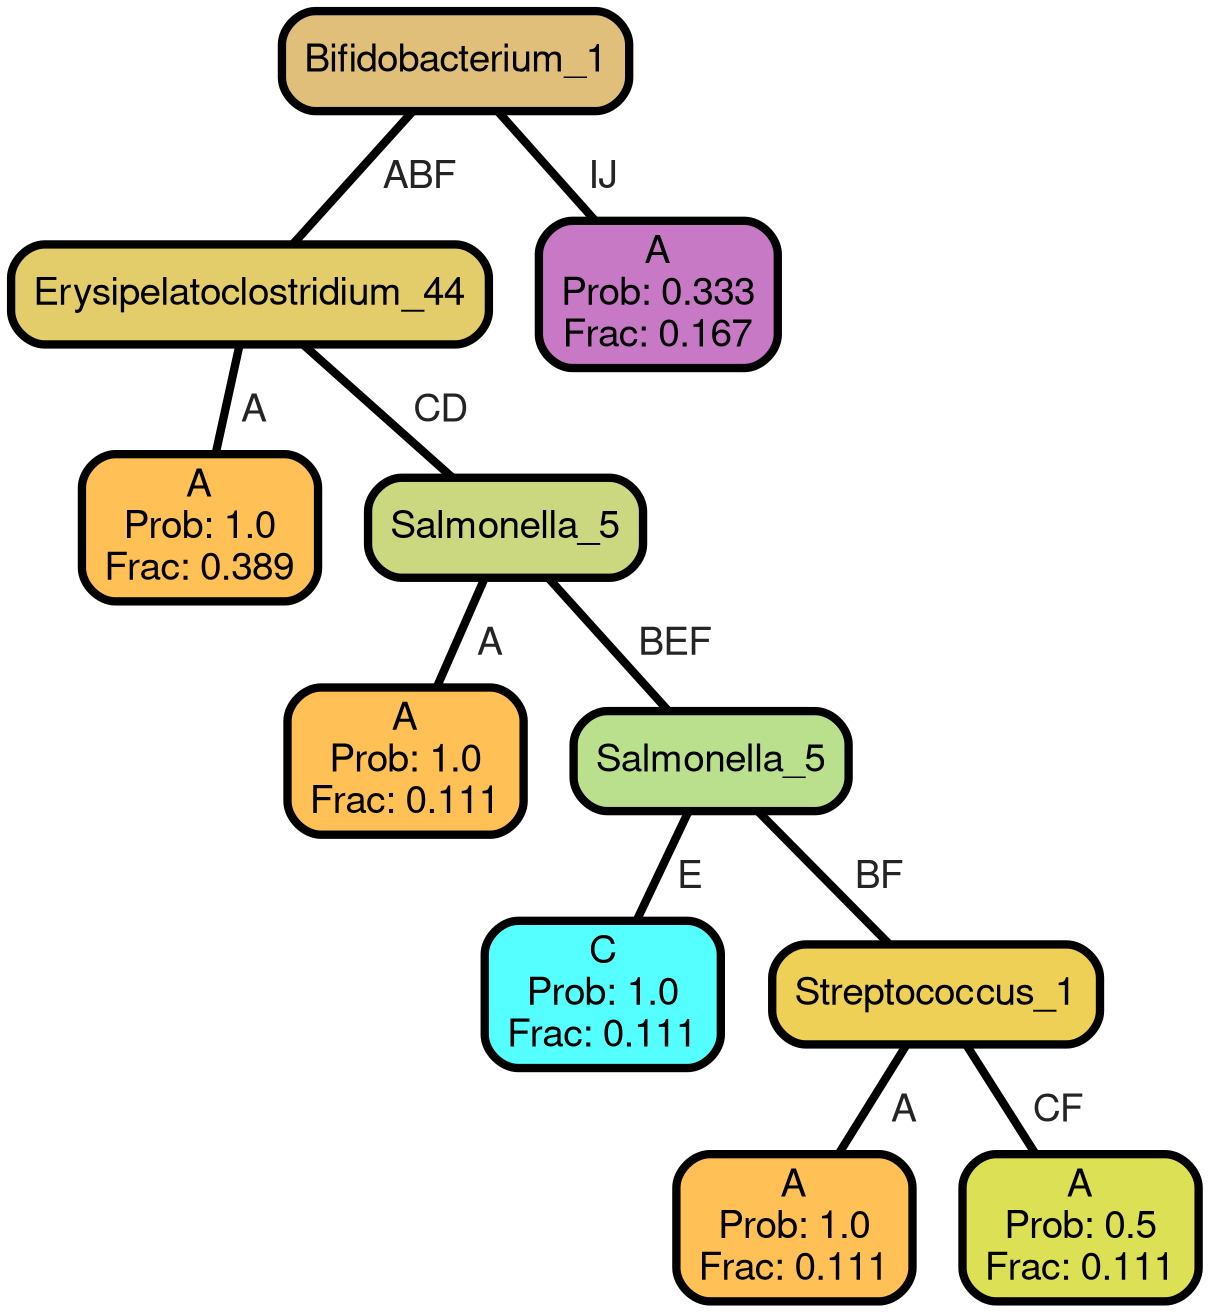 Bifidobacterium_1
ABF
IJ
Erysipelatoclostridium_44
A
Prob: 0.333
Frac: 0.167
A
CD
A
Prob: 1.0
Frac: 0.389
Salmonella_5
A
BEF
A
Prob: 1.0
Frac: 0.111
Salmonella_5
E
BF
C
Prob: 1.0
Frac: 0.111
Streptococcus_1
A
CF
A
Prob: 1.0
Frac: 0.111
A
Prob: 0.5
Frac: 0.111